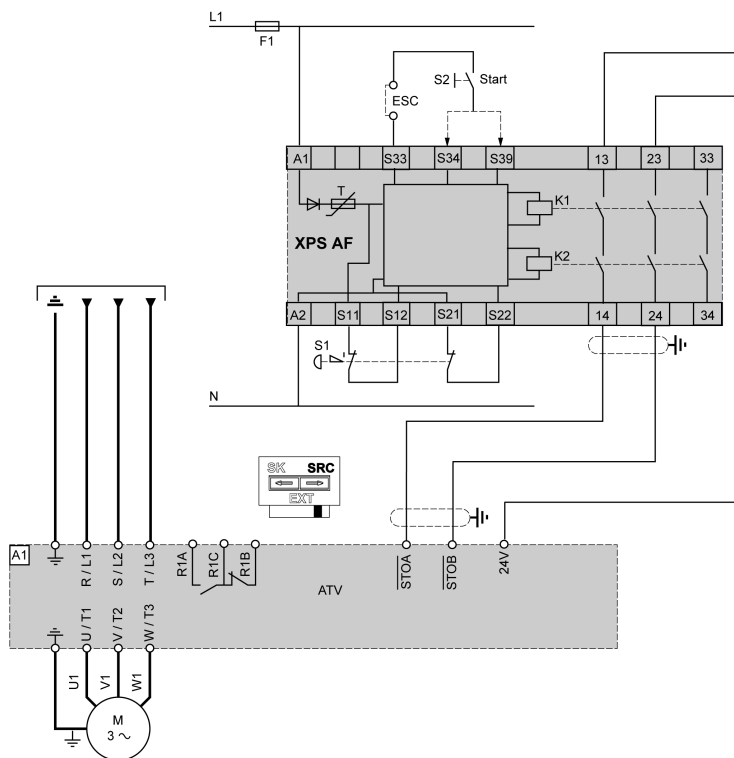 L1
F1
S2
Start
ESC
A1
S33
S34
S39
13
23
33
T
K1
XPS AF
K2
A2
S11
S12
S21
S22
14
24
34
S1
N
SK
SRC
EXT
A1
R / L1
S / L2
T / L3
R1A
R1C
R1B
STOA
STOB
24V
ATV
U / T1
V / T2
W / T3
U1
V1
W1
M
3 ~